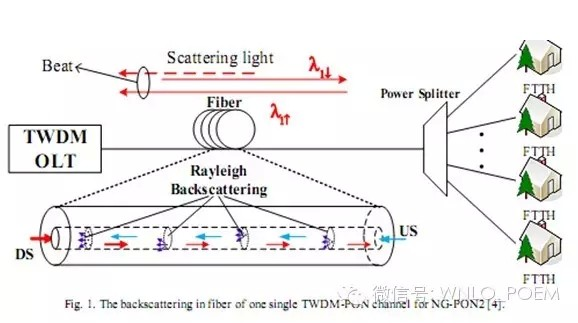 Scattering light
λ1↓
Beat
λ1↑
Fiber
Power Splitter
TWDM
OLT
Rayleigh
Backscattering
DS
US
FTTH
FTTH
FTTH
FTTH
Fig. 1. The backscattering in fiber of one single TWDM-PON channel for NG-PON2 [4].
微信号: WNLO_POEM